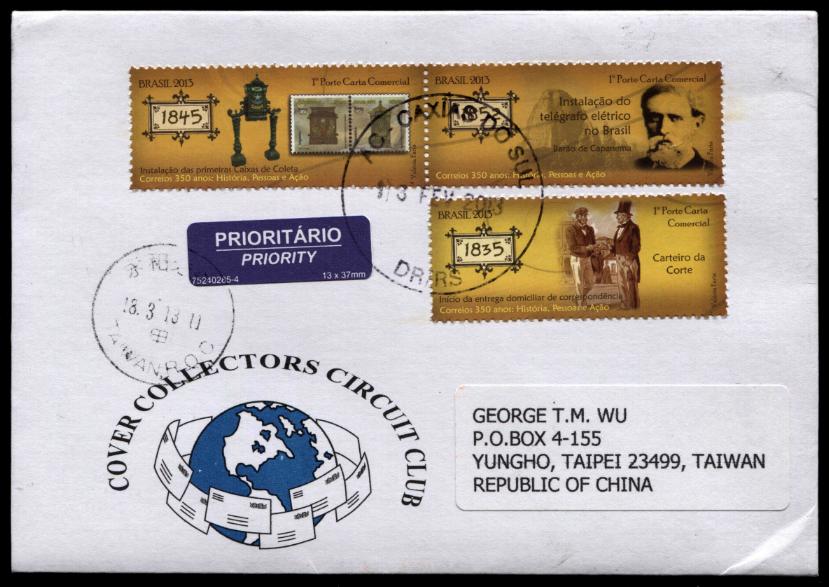 BRASIL 2013
1º Porte Carta Comercial
1845
Instalação das primeiras Caixas de Coleta
Correios 350 anos: História, Pessoas e Ação
BRASIL 2013
1º Porte Carta Comercial
Instalação do
telégrafo elétrico
no Brasil
Barão de Capanema
Correios 350 anos: História, Pessoas e Ação
BRASIL 2013
1º Porte Carta
Comercial
1835
Carteiro da
Corte
Início da entrega domiciliar de correspondência
Correios 350 anos: História, Pessoas e Ação
CAXIAS DO SUL
FEV 2013
PRIORITÁRIO
PRIORITY
75240265-4
13 x 37mm
18. 3. 13. 11
TAIWAN R.O.C
COVER COLLECTORS CIRCUIT CLUB
GEORGE T.M. WU
P.O.BOX 4-155
YUNGHO, TAIPEI 23499, TAIWAN
REPUBLIC OF CHINA